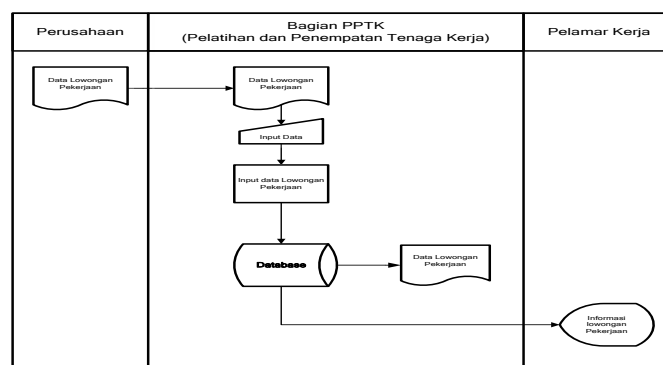 Perusahaan
Bagian PPTK
(Pelatihan dan Penempatan Tenaga Kerja)
Pelamar Kerja
Data Lowongan
Pekerjaan
Data Lowongan
Pekerjaan
Input Data
Input data Lowongan
Pekerjaan
Database
Data Lowongan
Pekerjaan
Informasi
lowongan
Pekerjaan